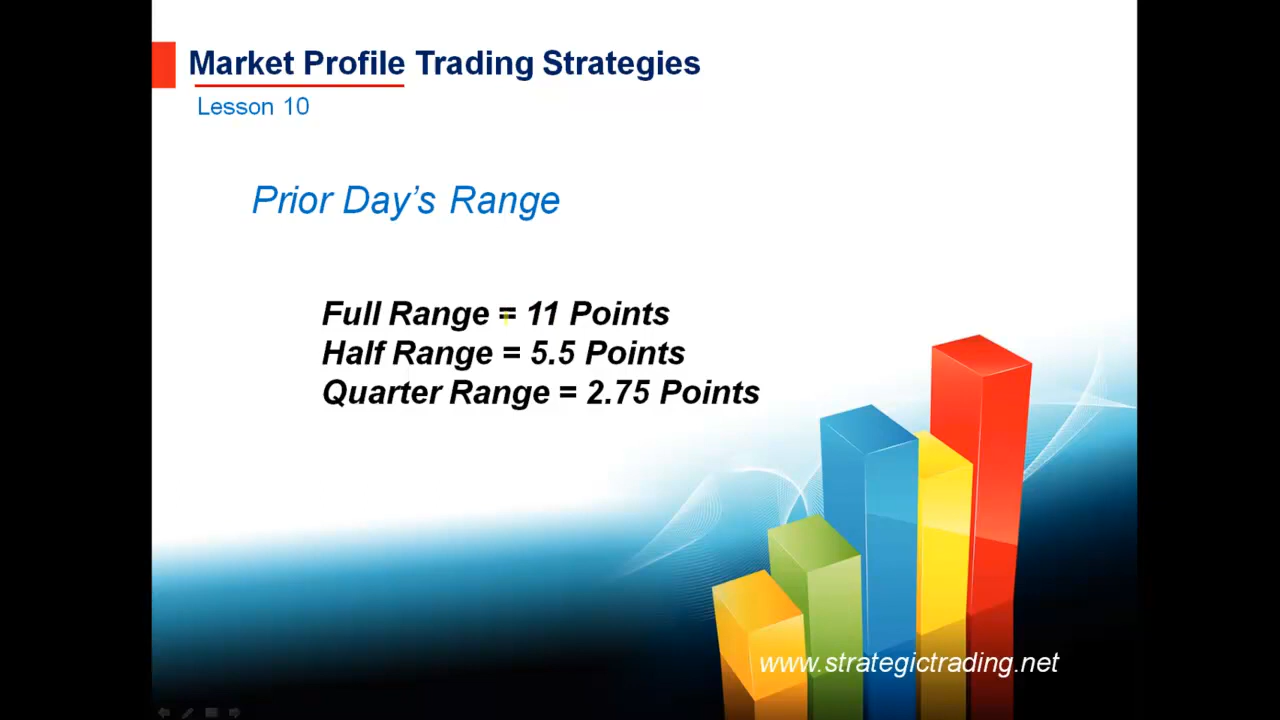 Market Profile Trading Strategies
Lesson 10
Prior Day’s Range
Full Range = 11 Points
Half Range = 5.5 Points
Quarter Range = 2.75 Points
www.strategictrading.net